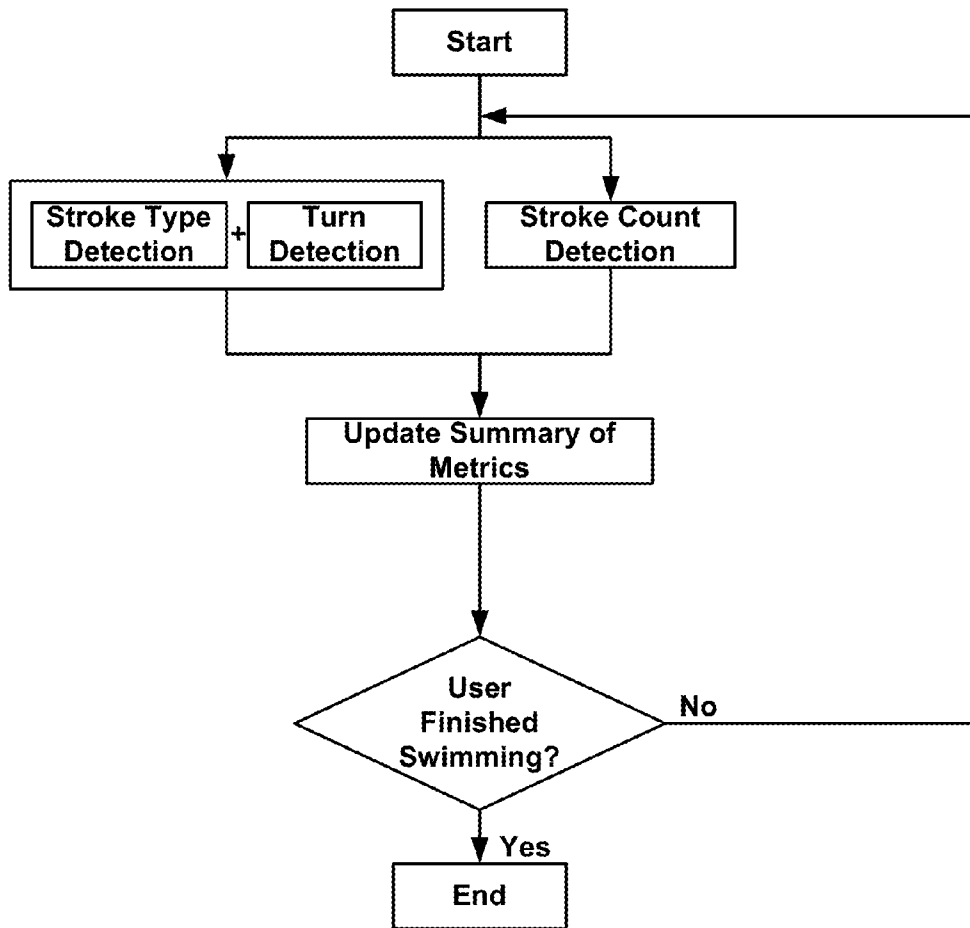 Start
Stroke Type
Detection
+
Turn
Detection
Stroke Count
Detection
Update Summary of
Metrics
User
Finished
Swimming?
No
Yes
End